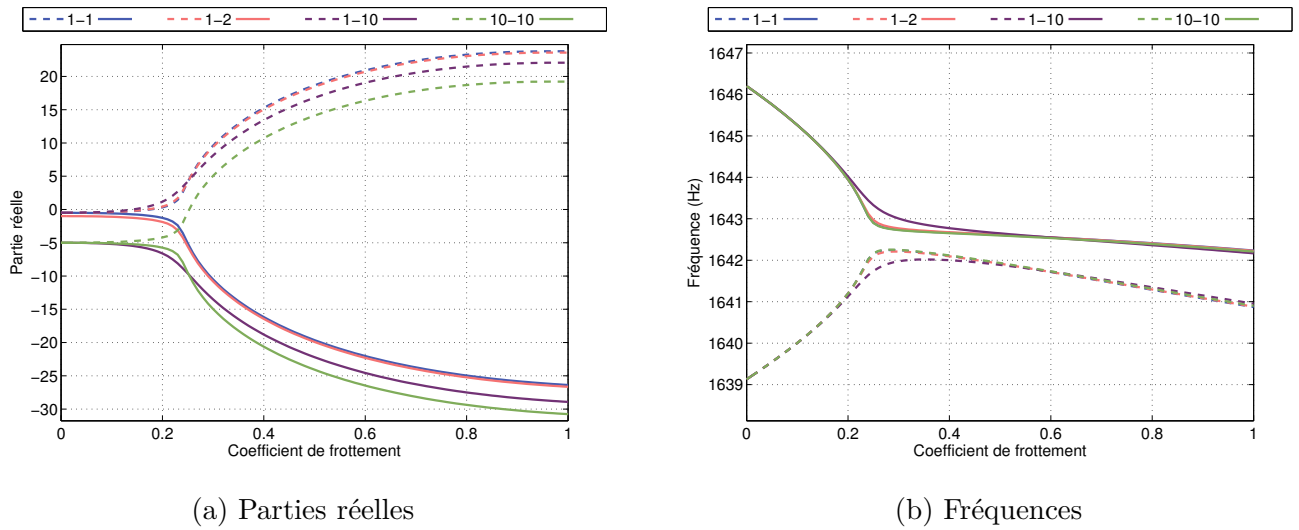 1−1 1−2 1−10 10−10
20
15
10
5
0
−5
−10
−15
−20
−25
−30
0 0.2 0.4 0.6 0.8 1
Partie réelle
Coefficient de frottement
(a) Parties réelles
1−1 1−2 1−10 10−10
1647
1646
1645
1644
1643
1642
1641
1640
1639
0 0.2 0.4 0.6 0.8 1
Fréquence (Hz)
Coefficient de frottement
(b) Fréquences